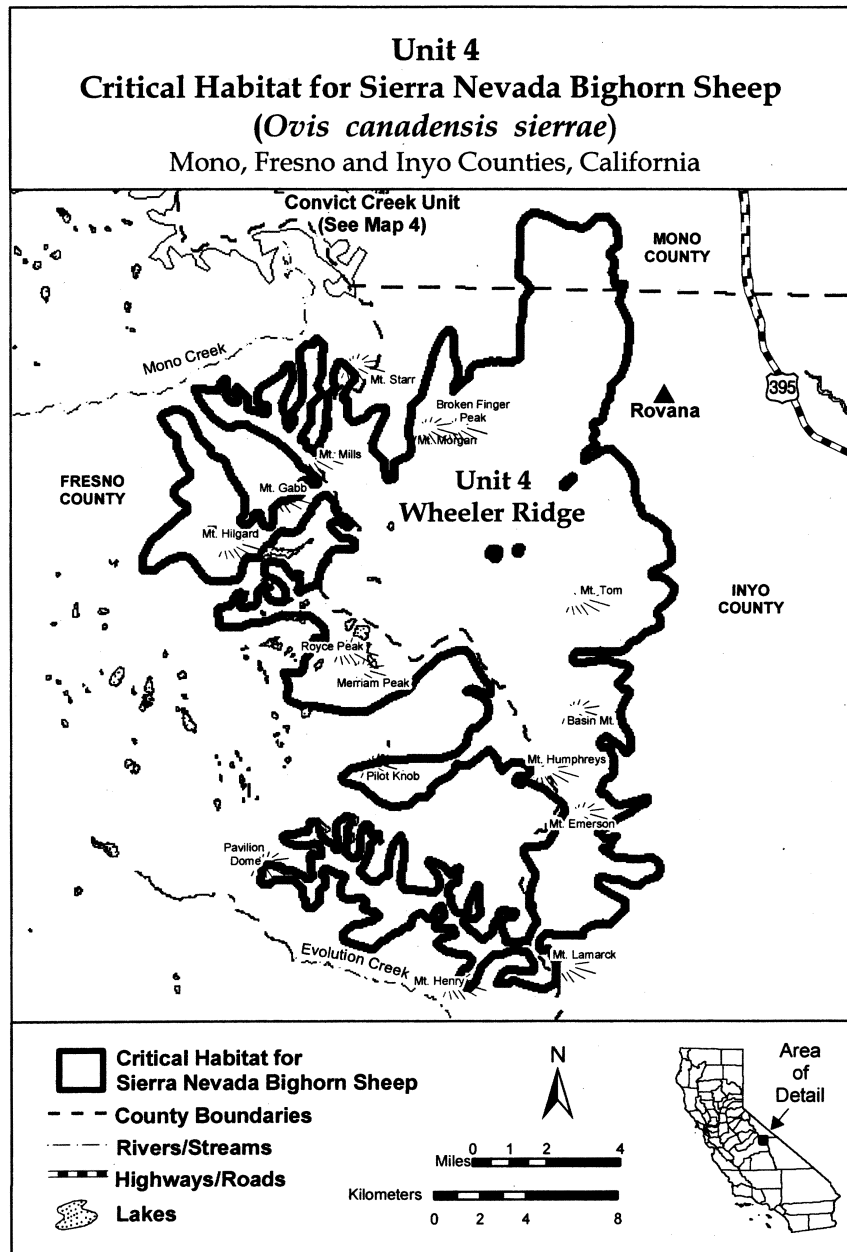 Unit 4
Critical Habitat for Sierra Nevada Bighorn Sheep
(Ovis canadensis sierrae)
Mono, Fresno and Inyo Counties, California
Convict Creek Unit
(See Map 4)
MONO
COUNTY
Mono Creek
Mt. Starr
395
Broken Finger
Peak
Rovana
Mt. Morgan
Mt. Mills
FRESNO
COUNTY
Mt. Gabb
Unit 4
Wheeler Ridge
Mt. Hilgard
Mt. Tom
INYO
COUNTY
Royce Peak
Merriam Peak
Basin Mt.
Mt. Humphreys
Pilot Knob
Mt. Emerson
Pavilion
Dome
Evolution Creek
Mt. Lamarck
Mt. Henry
Critical Habitat for
Sierra Nevada Bighorn Sheep
County Boundaries
Rivers/Streams
Highways/Roads
Lakes
N
0 1 2 4
Miles
Kilometers
0 2 4 8
Area
of
Detail